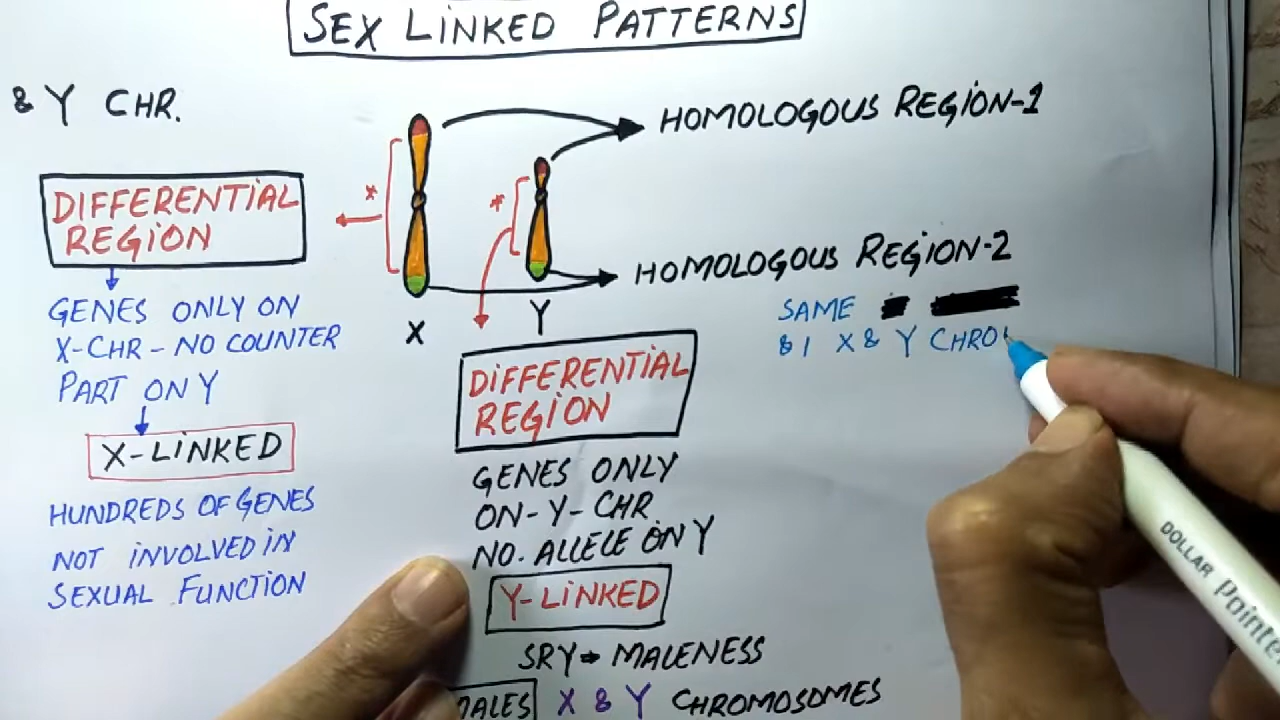 SEX LINKED PATTERNS
& Y CHR.
HOMOLOGOUS REGION-1
DIFFERENTIAL
REGION
*
*
HOMOLOGOUS REGION-2
GENES ONLY ON
X-CHR - NO COUNTER
PART ON Y
X-LINKED
HUNDREDS OF GENES
NOT INVOLVED IN
SEXUAL FUNCTION
X
Y
SAME
&1 X & Y CHRO
DIFFERENTIAL
REGION
GENES ONLY
ON-Y-CHR
NO. ALLELE ON Y
Y-LINKED
SRY→ MALENESS
MALES X & Y CHROMOSOMES
DOLLAR Pointe